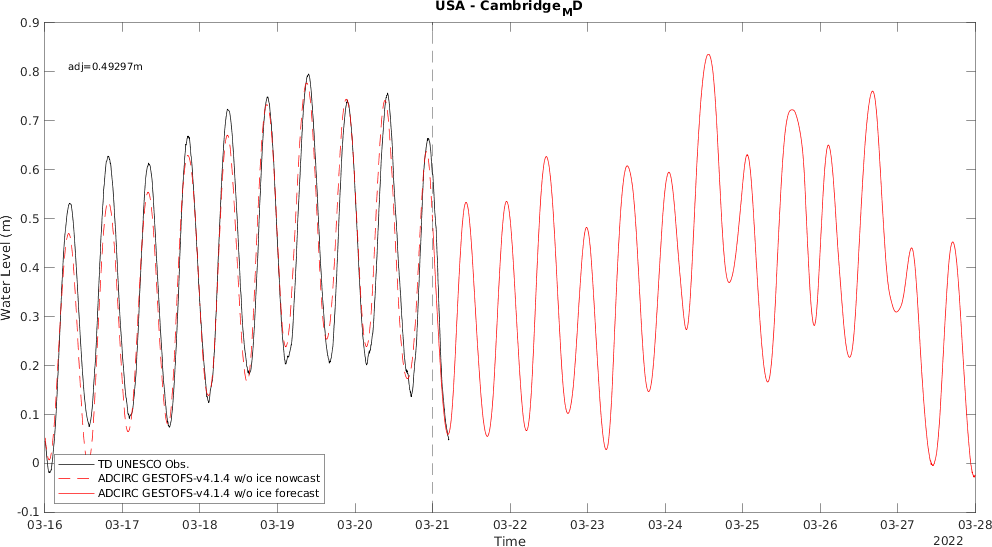 USA - Cambridge_MD
adj=0.49297m
0.9
0.8
0.7
0.6
0.5
0.4
0.3
0.2
0.1
0
-0.1
Water Level (m)
TD UNESCO Obs.
ADCIRC GESTOFS-v4.1.4 w/o ice nowcast
ADCIRC GESTOFS-v4.1.4 w/o ice forecast
03-16 03-17 03-18 03-19 03-20 03-21 03-22 03-23 03-24 03-25 03-26 03-27 03-28
Time
2022